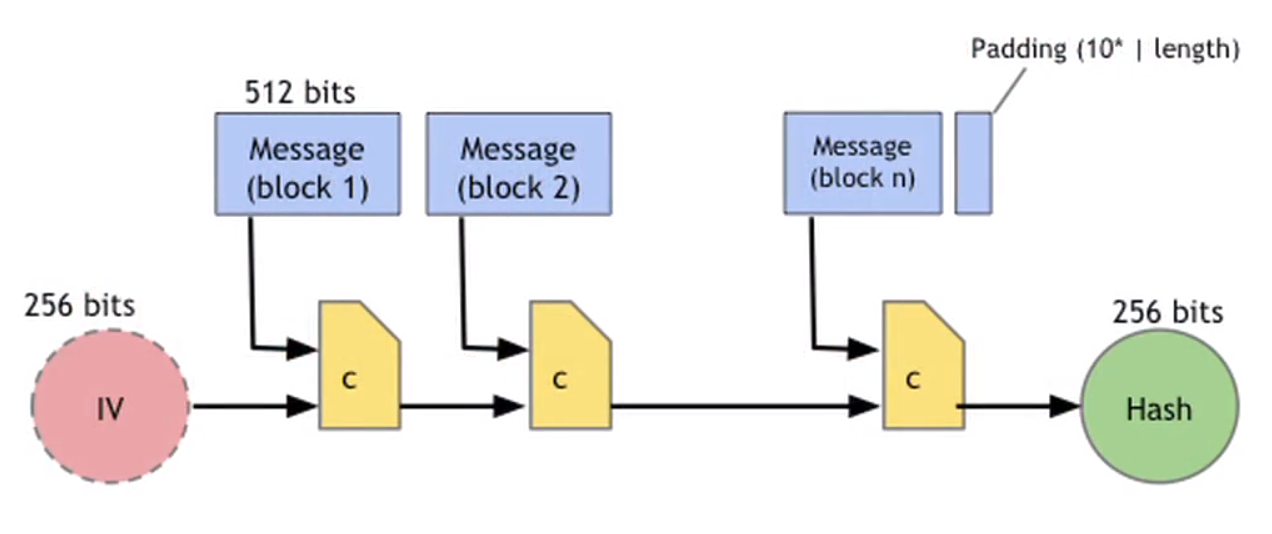 Padding (10* | length)
512 bits
Message
(block 1)
Message
(block 2)
Message
(block n)
256 bits
IV
c
c
c
256 bits
Hash